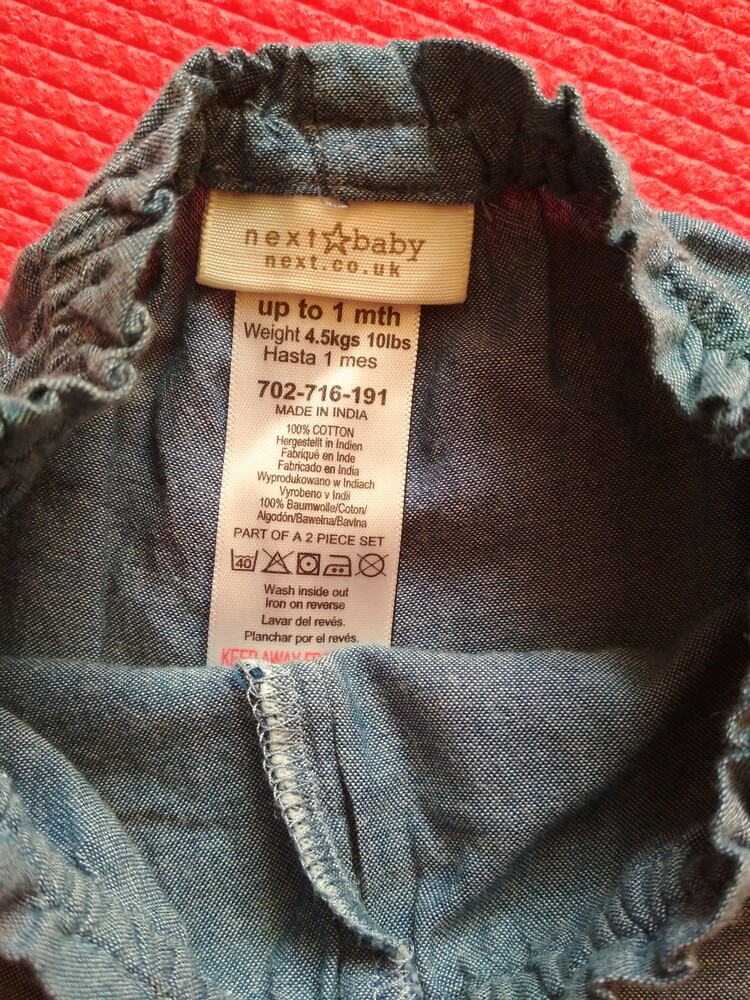 next☆baby
next.co.uk
up to 1 mth
Weight 4.5kgs 10lbs
Hasta 1 mes
702-716-191
MADE IN INDIA
100% COTTON
Hergestellt in Indien
Fabriqué en Inde
Fabricado en India
Wyprodukowano w Indiach
Vyrobeno v Indii
100% Baumwolle/Coton/
Algodón/Bawełna/Bavlna
PART OF A 2 PIECE SET
40
Wash inside out
Iron on reverse
Lavar del revés.
Planchar por el revés.
KEEP AWAY